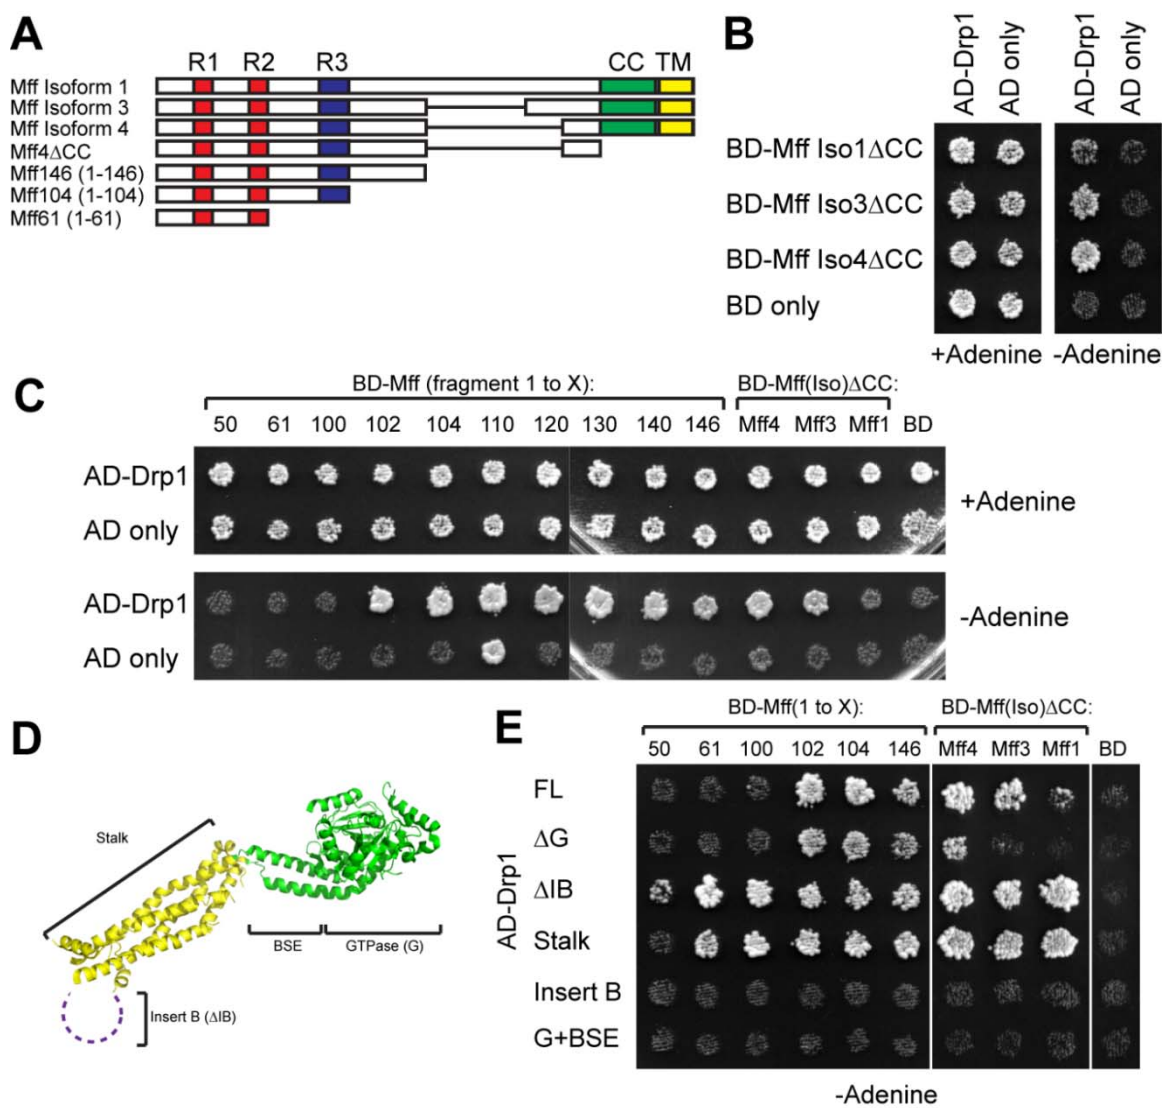 A
R1 R2 R3 CC TM
Mff Isoform 1
Mff Isoform 3
Mff Isoform 4
Mff4ΔCC
Mff146 (1-146)
Mff104 (1-104)
Mff61 (1-61)
B
AD-Drp1 AD only AD-Drp1 AD only
BD-Mff Iso1ΔCC
BD-Mff Iso3ΔCC
BD-Mff Iso4ΔCC
BD only
+Adenine -Adenine
C
BD-Mff (fragment 1 to X): BD-Mff(Iso)ΔCC:
50 61 100 102 104 110 120 130 140 146 Mff4 Mff3 Mff1 BD
AD-Drp1
AD only
+Adenine
AD-Drp1
AD only
-Adenine
D
Stalk
BSE GTPase (G)
Insert B (ΔIB)
E
BD-Mff(1 to X): BD-Mff(Iso)ΔCC:
50 61 100 102 104 146 Mff4 Mff3 Mff1 BD
AD-Drp1
FL
ΔG
ΔIB
Stalk
Insert B
G+BSE
-Adenine